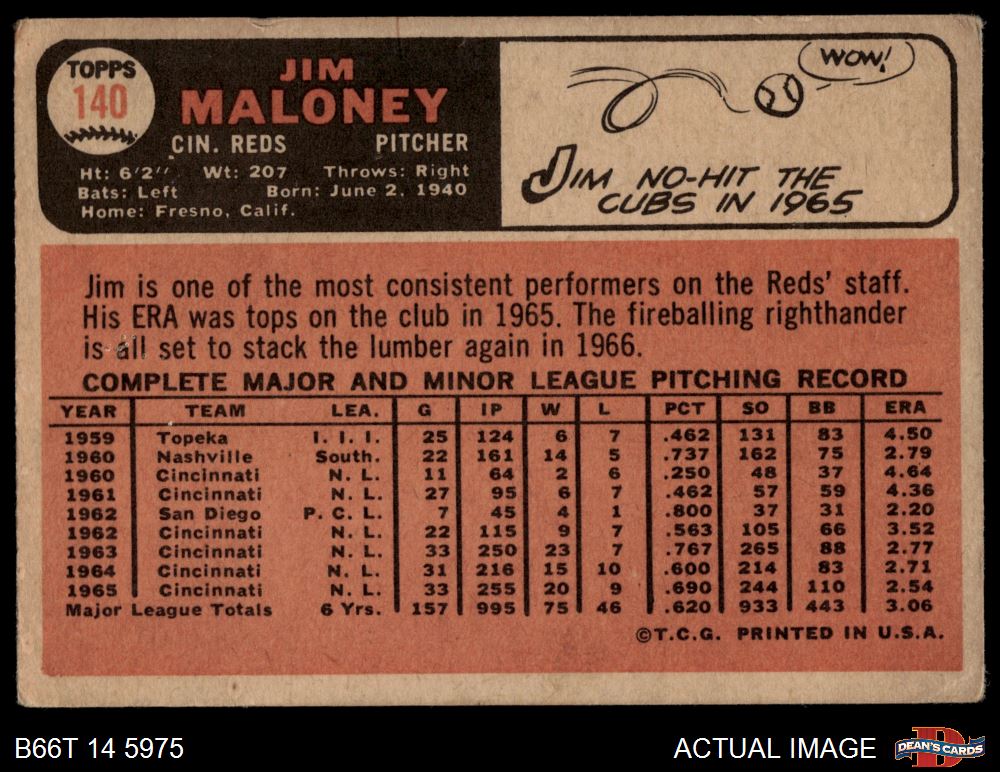 TOPPS
140
JIM
MALONEY
CIN. REDS PITCHER
Ht: 6'2'' Wt: 207 Throws: Right
Bats: Left Born: June 2, 1940
Home: Fresno, Calif.
WOW!
JIM NO-HIT THE
CUBS IN 1965
Jim is one of the most consistent performers on the Reds' staff.
His ERA was tops on the club in 1965. The fireballing righthander
is all set to stack the lumber again in 1966.
COMPLETE MAJOR AND MINOR LEAGUE PITCHING RECORD
YEAR TEAM LEA. G IP W L PCT SO BB ERA
1959 Topeka I. I. I. 25 124 6 7 .462 131 83 4.50
1960 Nashville South. 22 161 14 5 .737 162 75 2.79
1960 Cincinnati N. L. 11 64 2 6 .250 48 37 4.64
1961 Cincinnati N. L. 27 95 6 7 .462 57 59 4.36
1962 San Diego P. C. L. 7 45 4 1 .800 37 31 2.20
1962 Cincinnati N. L. 22 115 9 7 .563 105 66 3.52
1963 Cincinnati N. L. 33 250 23 7 .767 265 88 2.77
1964 Cincinnati N. L. 31 216 15 10 .600 214 83 2.71
1965 Cincinnati N. L. 33 255 20 9 .690 244 110 2.54
Major League Totals 6 Yrs. 157 995 75 46 .620 933 443 3.06
©T.C.G. PRINTED IN U.S.A.
B66T 14 5975
ACTUAL IMAGE
DEAN'S CARDS